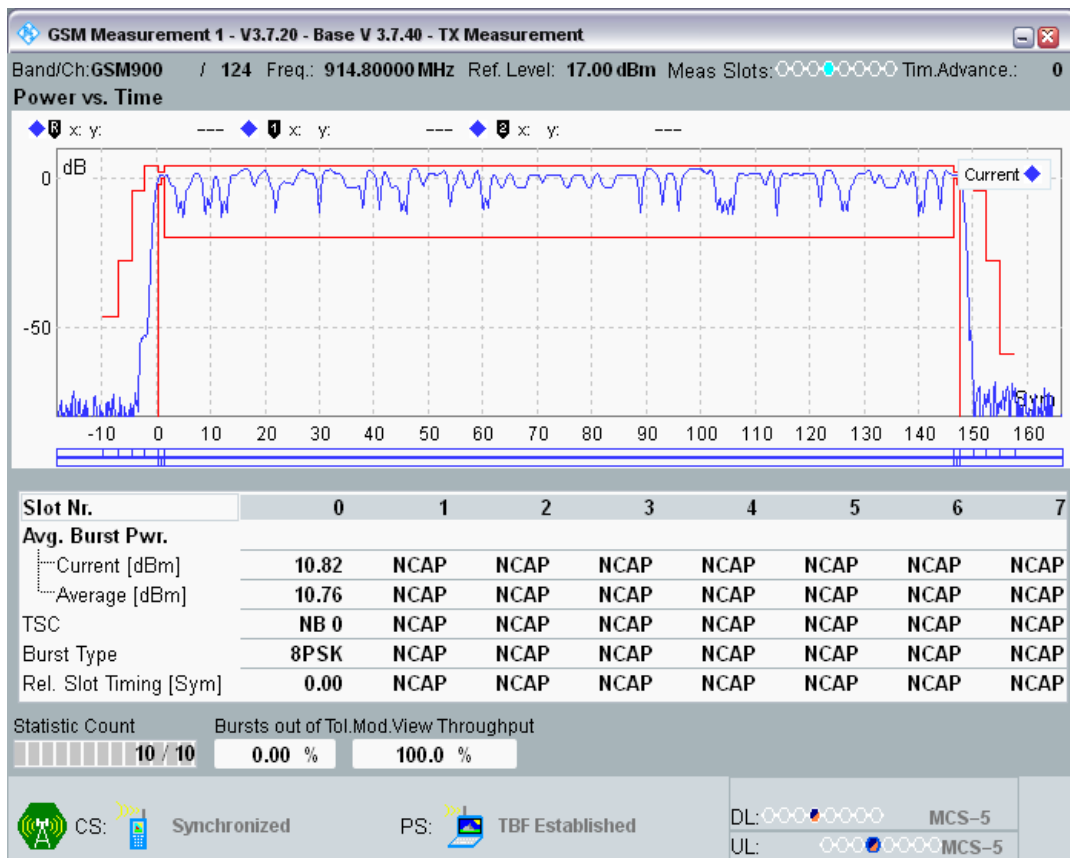 GSM Measurement 1 - V3.7.20 - Base V 3.7.40 - TX Measurement
Band/Ch:GSM900 / 124 Freq.: 914.80000 MHz Ref. Level: 17.00 dBm Meas Slots: Tim.Advance.: 0
Power vs. Time
R x: y: --- 1 x: y: --- 2 x: y: ---
dB
Current
0
-50
Sym
-10 0 10 20 30 40 50 60 70 80 90 100 110 120 130 140 150 160
Slot Nr. 0 1 2 3 4 5 6 7
Avg. Burst Pwr.
Current [dBm] 10.82 NCAP NCAP NCAP NCAP NCAP NCAP NCAP
Average [dBm] 10.76 NCAP NCAP NCAP NCAP NCAP NCAP NCAP
TSC NB 0 NCAP NCAP NCAP NCAP NCAP NCAP NCAP
Burst Type 8PSK NCAP NCAP NCAP NCAP NCAP NCAP NCAP
Rel. Slot Timing [Sym] 0.00 NCAP NCAP NCAP NCAP NCAP NCAP NCAP
Statistic Count Bursts out of Tol. Mod.View Throughput
10 / 10 0.00 % 100.0 %
CS: Synchronized PS: TBF Established DL: MCS-5
UL: MCS-5